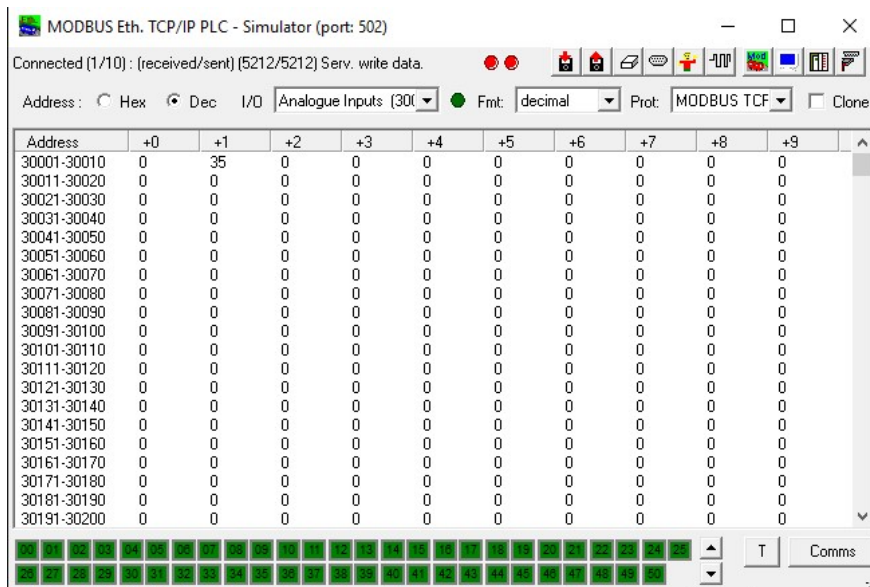 MODBUS Eth. TCP/IP PLC - Simulator (port: 502)
Connected (1/10) : (received/sent) (5212/5212) Serv. write data.
Address : Hex Dec I/O Analogue Inputs (300 Fmt: decimal Prot: MODBUS TCP Clone
Address +0 +1 +2 +3 +4 +5 +6 +7 +8 +9
30001-30010 0 35 0 0 0 0 0 0 0 0
30011-30020 0 0 0 0 0 0 0 0 0 0
30021-30030 0 0 0 0 0 0 0 0 0 0
30031-30040 0 0 0 0 0 0 0 0 0 0
30041-30050 0 0 0 0 0 0 0 0 0 0
30051-30060 0 0 0 0 0 0 0 0 0 0
30061-30070 0 0 0 0 0 0 0 0 0 0
30071-30080 0 0 0 0 0 0 0 0 0 0
30081-30090 0 0 0 0 0 0 0 0 0 0
30091-30100 0 0 0 0 0 0 0 0 0 0
30101-30110 0 0 0 0 0 0 0 0 0 0
30111-30120 0 0 0 0 0 0 0 0 0 0
30121-30130 0 0 0 0 0 0 0 0 0 0
30131-30140 0 0 0 0 0 0 0 0 0 0
30141-30150 0 0 0 0 0 0 0 0 0 0
30151-30160 0 0 0 0 0 0 0 0 0 0
30161-30170 0 0 0 0 0 0 0 0 0 0
30171-30180 0 0 0 0 0 0 0 0 0 0
30181-30190 0 0 0 0 0 0 0 0 0 0
30191-30200 0 0 0 0 0 0 0 0 0 0
00 01 02 03 04 05 06 07 08 09 10 11 12 13 14 15 16 17 18 19 20 21 22 23 24 25 T Comms
26 27 28 29 30 31 32 33 34 35 36 37 38 39 40 41 42 43 44 45 46 47 48 49 50